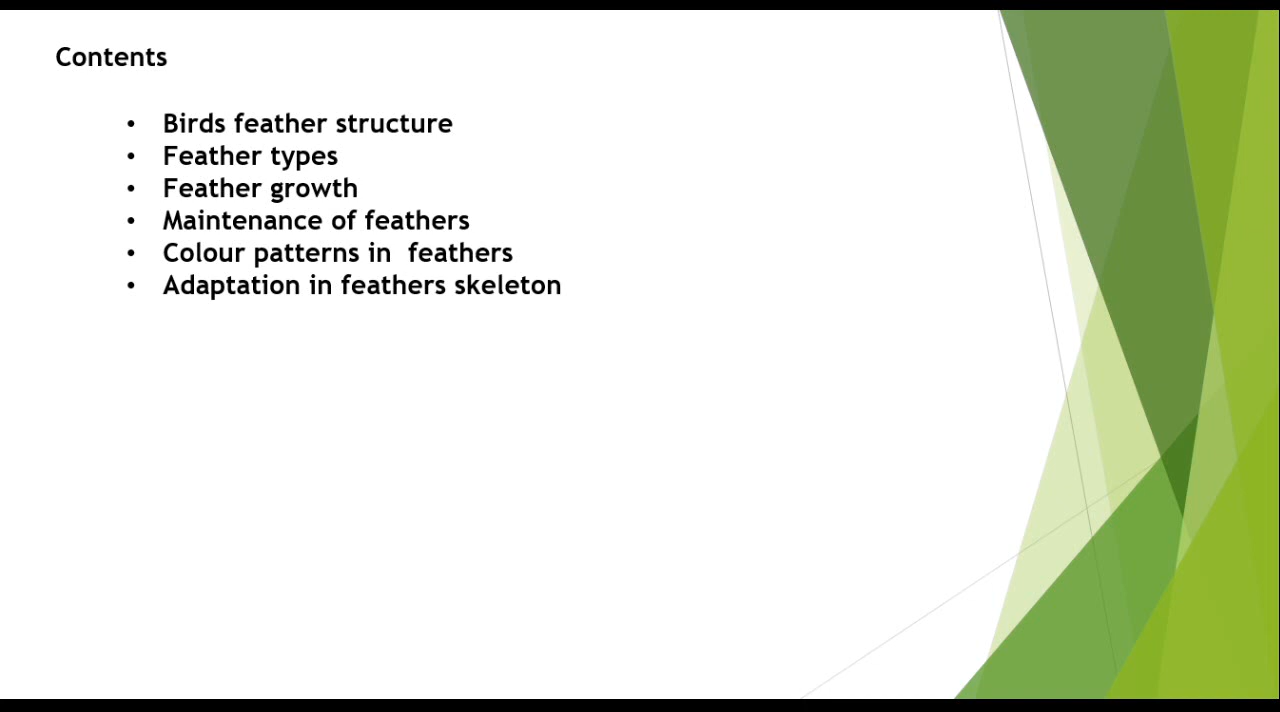 Contents
• Birds feather structure
• Feather types
• Feather growth
• Maintenance of feathers
• Colour patterns in  feathers
• Adaptation in feathers skeleton